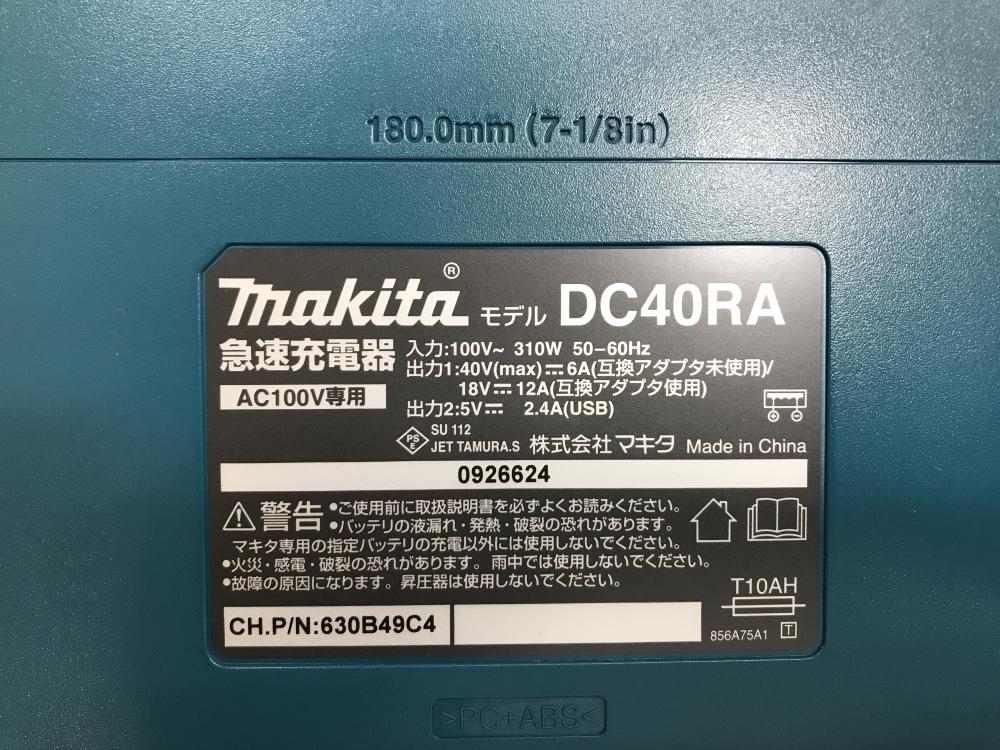 180.0mm (7-1/8in)
makita® モデル DC40RA
急速充電器
AC100V専用
入力:100V~ 310W 50-60Hz
出力1:40V(max)⎓6A(互換アダプタ未使用)/
18V⎓12A(互換アダプタ使用)
出力2:5V⎓ 2.4A(USB)
PSE SU 112
JET TAMURA.S 株式会社マキタ Made in China
0926624
警告 •ご使用前に取扱説明書を必ずよくお読みください。
•バッテリの液漏れ・発熱・破裂の恐れがあります。
マキタ専用の指定バッテリの充電以外には使用しないでください。
•火災・感電・破裂の恐れがあります。雨中では使用しないでください。
•故障の原因になります。昇圧器は使用しないでください。
T10AH
CH.P/N:630B49C4
856A75A1 T
>PC+ABS<